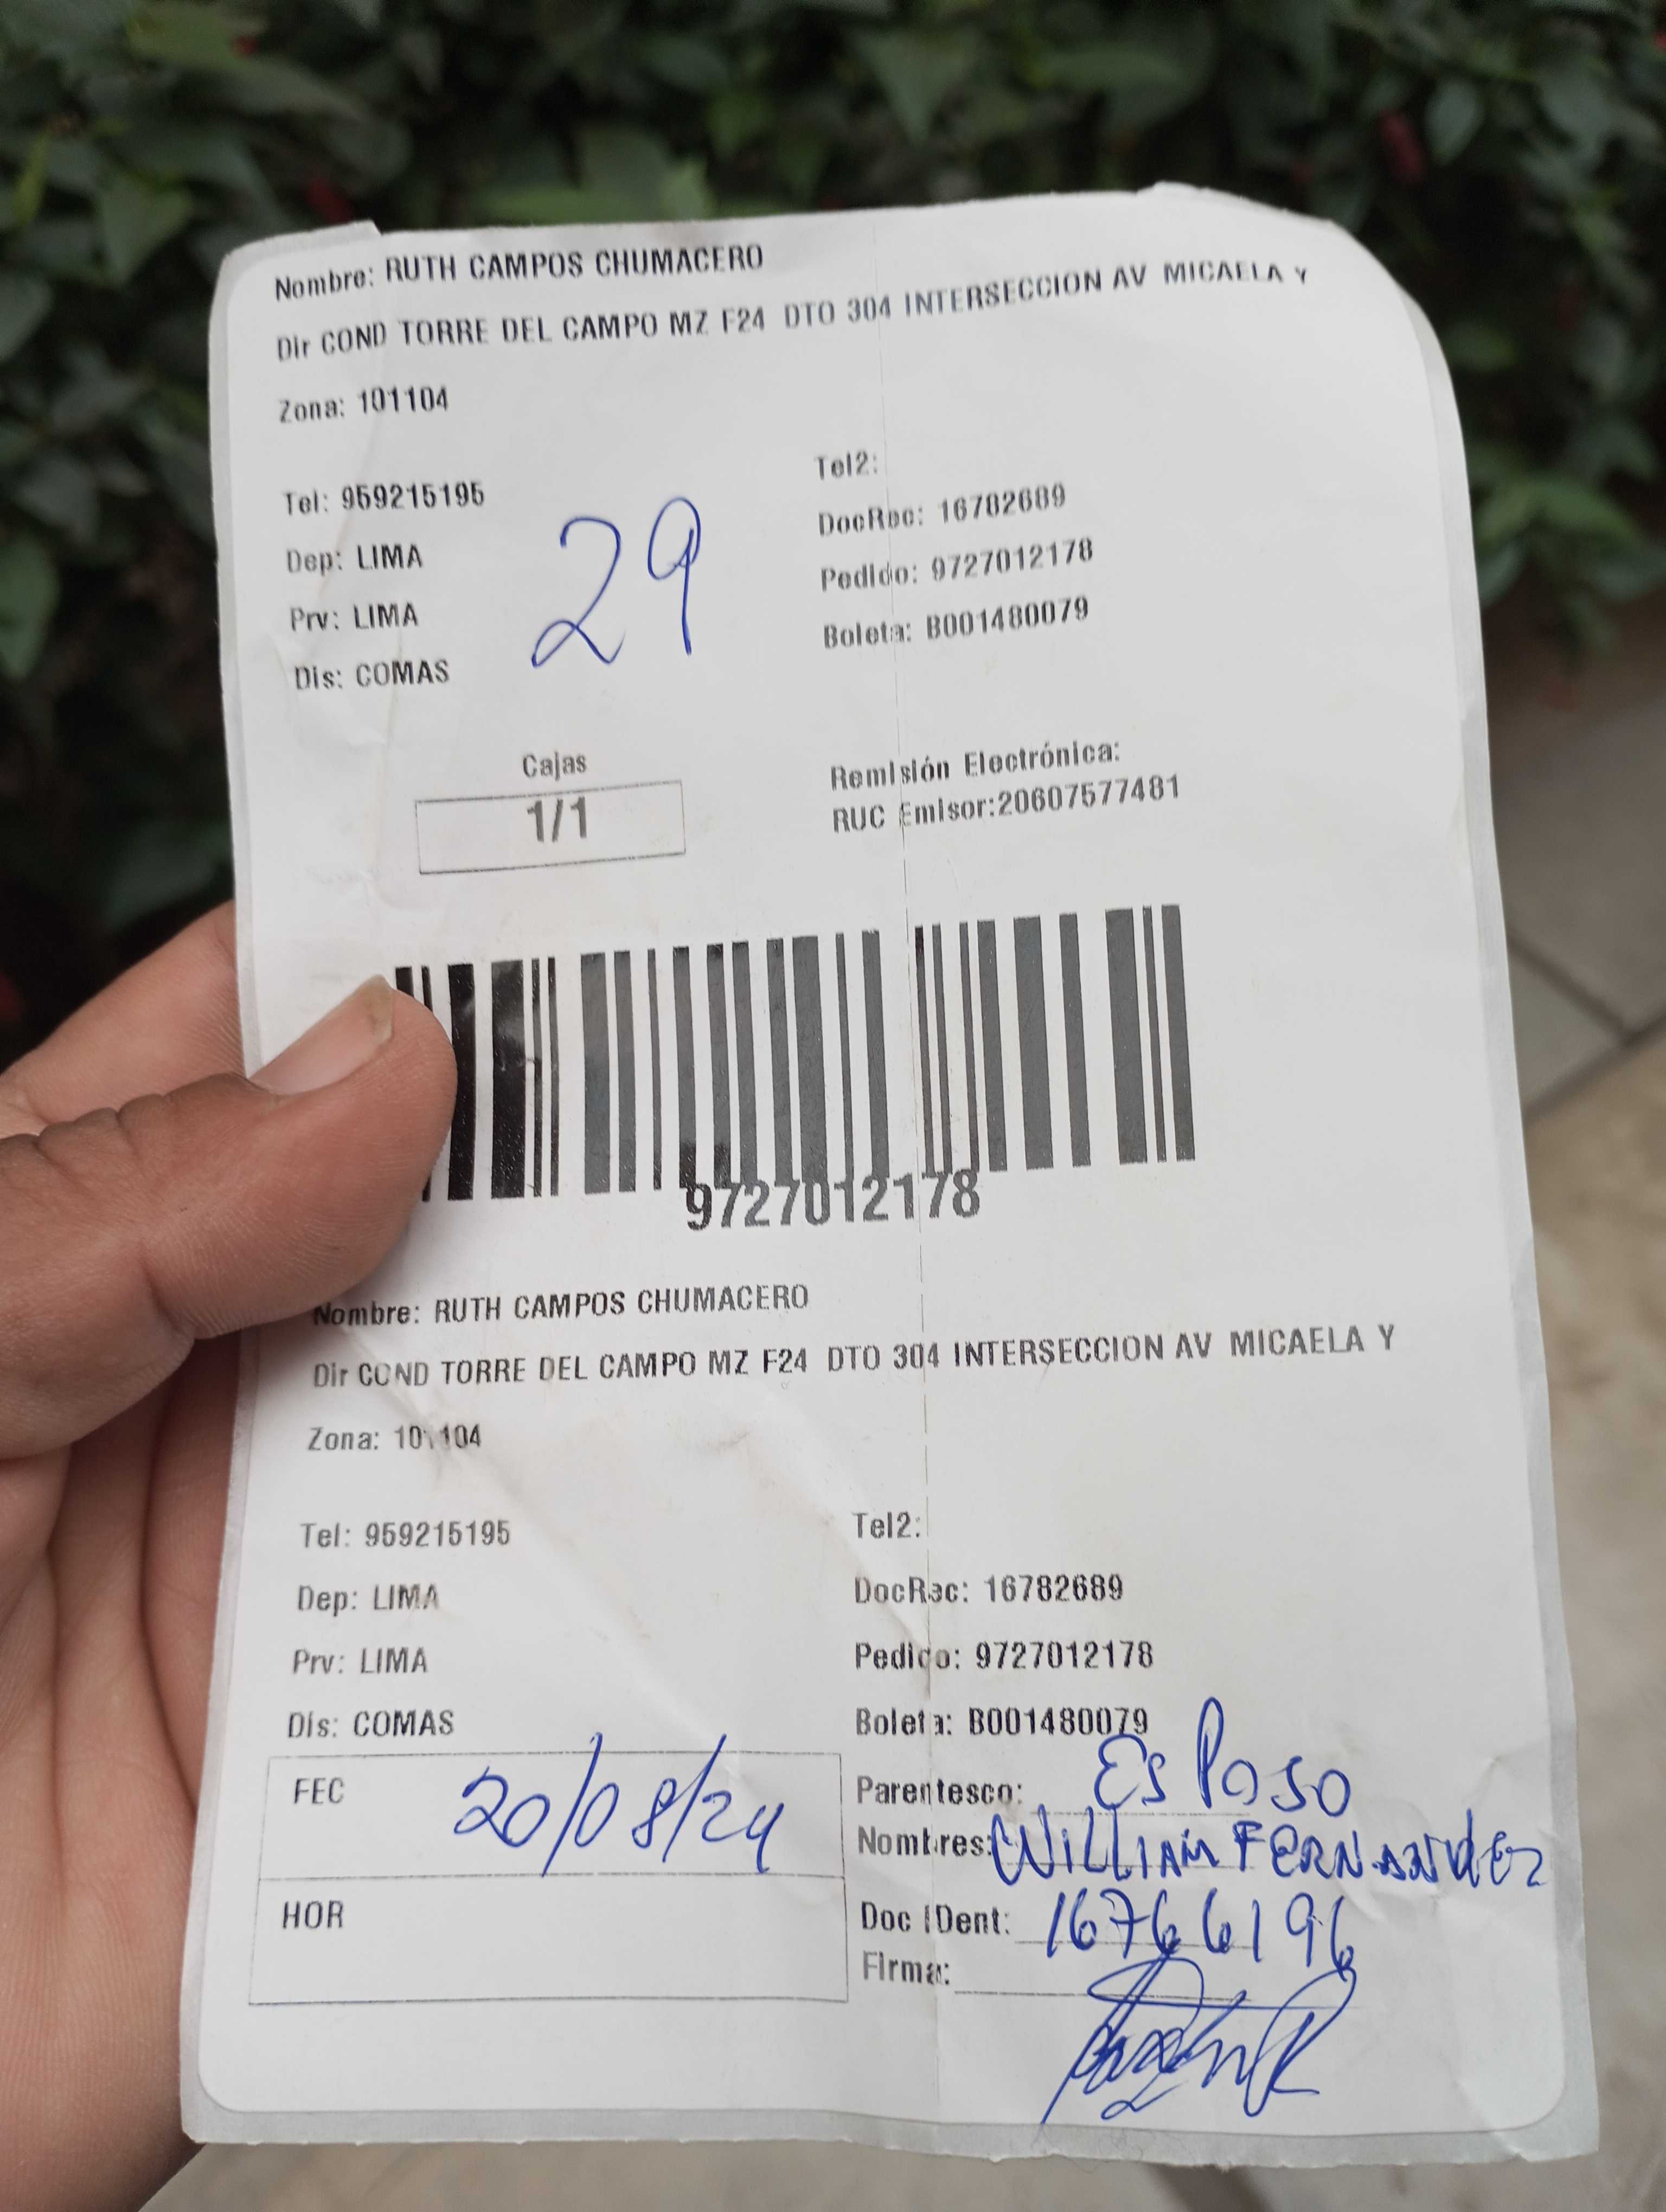 Nombre: RUTH CAMPOS CHUMACERO
Dir COND TORRE DEL CAMPO MZ F24 DTO 304 INTERSECCION AV MICAELA Y
Zona: 101104
Tel: 959215195
Tel2:
DocRec: 16782689
Dep: LIMA
Pedido: 9727012178
Prv: LIMA
Boleta: B001480079
Dis: COMAS
29
Cajas
1/1
Remisión Electrónica:
RUC Emisor:20607577481
9727012178
Nombre: RUTH CAMPOS CHUMACERO
Dir COND TORRE DEL CAMPO MZ F24 DTO 304 INTERSECCION AV MICAELA Y
Zona: 101104
Tel: 959215195
Tel2:
Dep: LIMA
DocRec: 16782689
Prv: LIMA
Pedido: 9727012178
Dis: COMAS
Boleta: B001480079
FEC 20/08/24
Parentesco: EsPoso
Nombres: WiLLIAM FERNANdEz
HOR
Doc IDent: 16766196
Firma: